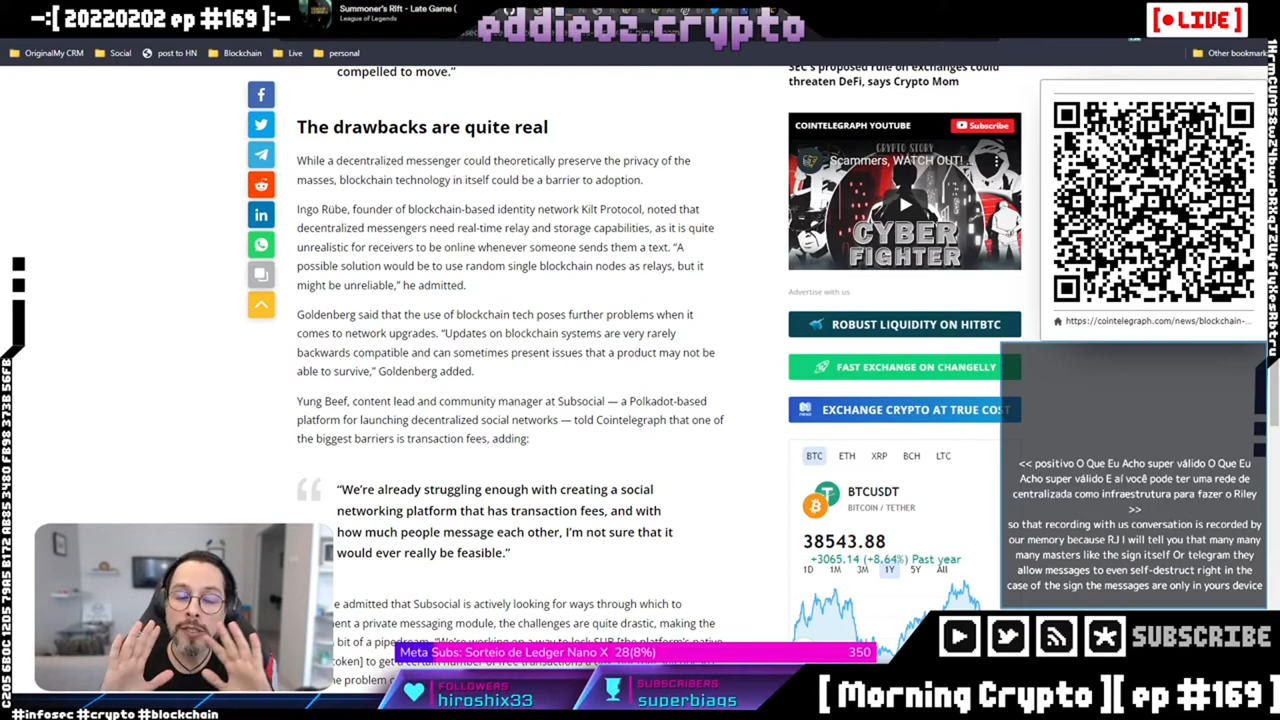 -:[ 20220202 ep #169 ]:-
Summoner's Rift - Late Game (
League of Legends
eddieoz.crypto
[•LIVE]
OriginalMy CRM
Social
post to HN
Blockchain
Live
personal
Other bookmark
compelled to move.”
The drawbacks are quite real
While a decentralized messenger could theoretically preserve the privacy of the
masses, blockchain technology in itself could be a barrier to adoption.
Ingo Rübe, founder of blockchain-based identity network Kilt Protocol, noted that
decentralized messengers need real-time relay and storage capabilities, as it is quite
unrealistic for receivers to be online whenever someone sends them a text. “A
possible solution would be to use random single blockchain nodes as relays, but it
might be unreliable,” he admitted.
Goldenberg said that the use of blockchain tech poses further problems when it
comes to network upgrades. “Updates on blockchain systems are very rarely
backwards compatible and can sometimes present issues that a product may not be
able to survive,” Goldenberg added.
Yung Beef, content lead and community manager at Subsocial — a Polkadot-based
platform for launching decentralized social networks — told Cointelegraph that one of
the biggest barriers is transaction fees, adding:
“We’re already struggling enough with creating a social
networking platform that has transaction fees, and with
how much people message each other, I’m not sure that it
would ever really be feasible.”
e admitted that Subsocial is actively looking for ways through which to
ent a private messaging module, the challenges are quite drastic, making the
bit of a pipedream.
oken] to get a
e problem
SEC's proposed rule on exchanges could
threaten DeFi, says Crypto Mom
COINTELEGRAPH YOUTUBE
Subscribe
CRYPTO STORY
Scammers, WATCH OUT! ...
CYBER
FIGHTER
Advertise with us
ROBUST LIQUIDITY ON HITBTC
FAST EXCHANGE ON CHANGELLY
news
EXCHANGE CRYPTO AT TRUE COST
BTC
ETH
XRP
BCH
LTC
BTCUSDT
BITCOIN / TETHER
38543.88
+3065.14 (+8.64%) Past year
1D
1M
3M
1Y
5Y
All
https://cointelegraph.com/news/blockchain-...
<< positivo O Que Eu Acho super válido O Que Eu
Acho super válido E aí você pode ter uma rede de
centralizada como infraestrutura para fazer o Riley
>>
so that recording with us conversation is recorded by
our memory because RJ I will tell you that many many
many masters like the sign itself Or telegram they
allow messages to even self-destruct right in the
case of the sign the messages are only in yours device
Meta Subs: Sorteio de Ledger Nano X 28(8%)
350
FOLLOWERS
hiroshix33
SUBSCRIBERS
superbiaqs
SUBSCRIBE
[ Morning Crypto ][ ep #169 ]
#infosec #crypto #blockchain